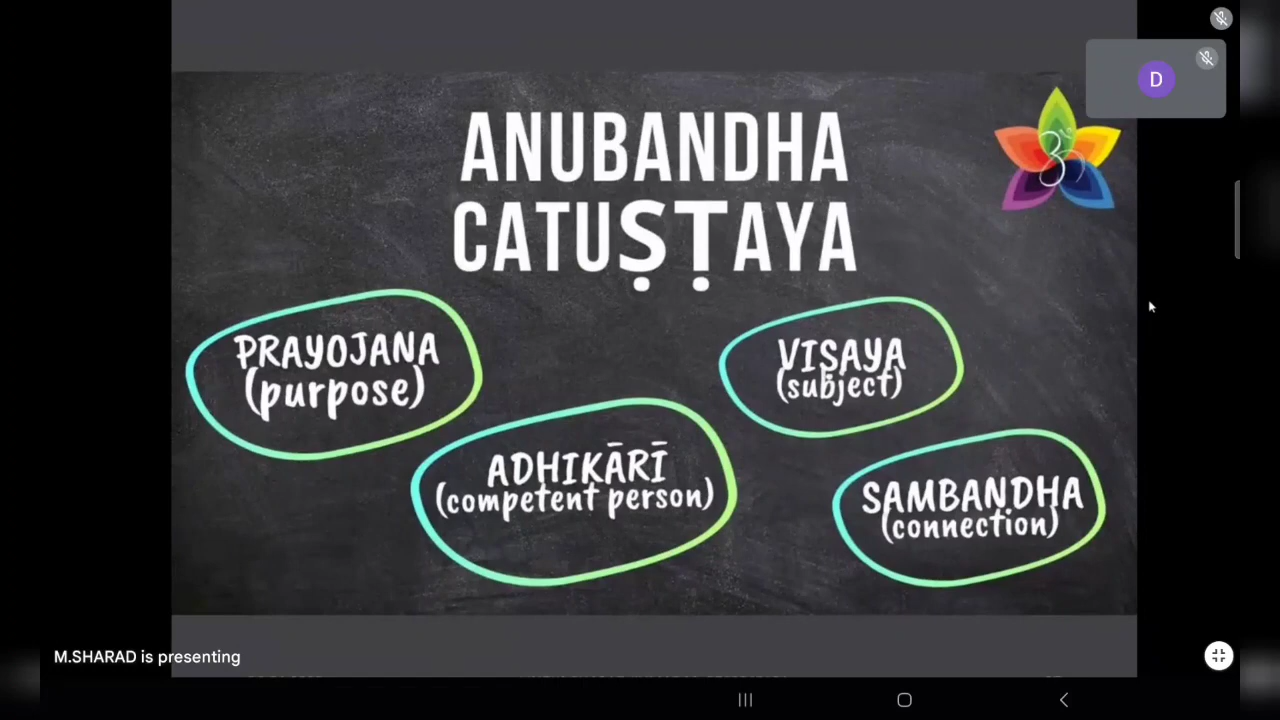 ANUBANDHA
CATUṢṬAYA
PRAYOJANA
(purpose)
VIṢAYA
(subject)
ADHIKĀRĪ
(competent person)
SAMBANDHA
(connection)
D
ॐ
M.SHARAD is presenting